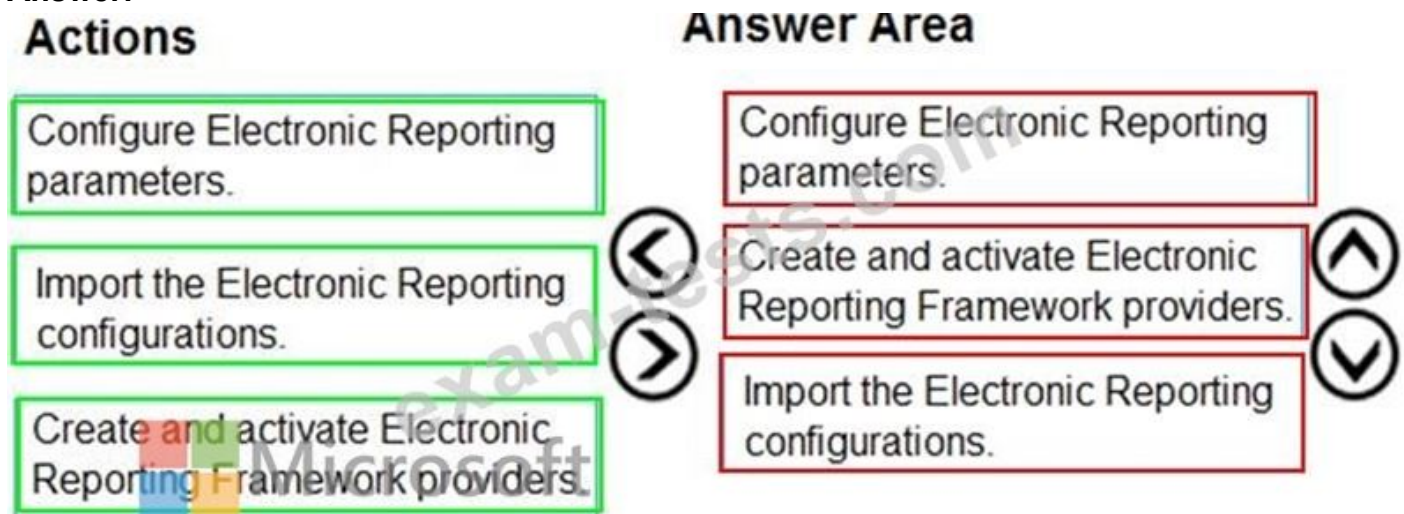 Actions
Answer Area
Configure Electronic Reporting
parameters.
Import the Electronic Reporting
configurations.
Create and activate Electronic
Reporting Framework providers.
Configure Electronic Reporting
parameters.
Create and activate Electronic
Reporting Framework providers.
Import the Electronic Reporting
configurations.
exam-tests.com
Microsoft